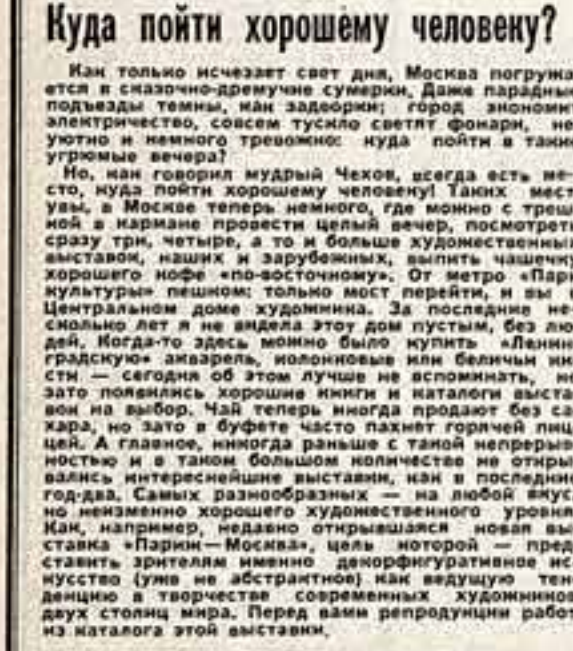 Куда пойти хорошему человеку?
Как только исчезает свет дня, Москва погружа
ется в сказочно-дремучие сумерки. Даже парадные
подъезды темны, как задворки; город экономит
электричество, совсем тускло светят фонари, не
уютно и немного тревожно: куда пойти в такие
угрюмые вечера?
Но, как говорил мудрый Чехов, всегда есть ме-
сто, куда пойти хорошему человеку! Таких мест
увы, в Москве теперь немного, где можно с треш
кой в кармане провести целый вечер, посмотреть
сразу три, четыре, а то и больше художественных
выставок, наших и зарубежных, выпить чашечку
хорошего кофе «по-восточному». От метро «Парк
культуры» пешком: только мост перейти, и вы в
Центральном доме художника. За последние не-
сколько лет я не видела этот дом пустым, без лю
дей. Когда-то здесь можно было купить «Ленин
градскую» акварель, колонковые или беличьи ки
сти — сегодня об этом лучше не вспоминать, но
зато появились хорошие книги и каталоги выста
вок на выбор. Чай теперь иногда продают без са
хара, но зато в буфете часто пахнет горячей пиц
цей. А главное, никогда раньше с такой непрерыв
ностью и в таком большом количестве не откры
вались интереснейшие выставки, как в последние
год-два. Самых разнообразных — на любой вкус,
но неизменно хорошего художественного уровня.
Как, например, недавно открывшаяся новая вы
ставка «Париж—Москва», цель которой — пред
ставить зрителям именно декорфигуративное ис
кусство (уже не абстрактное) как ведущую тен
денцию в творчестве современных художников
двух столиц мира. Перед вами репродукции работ
из каталога этой выставки.